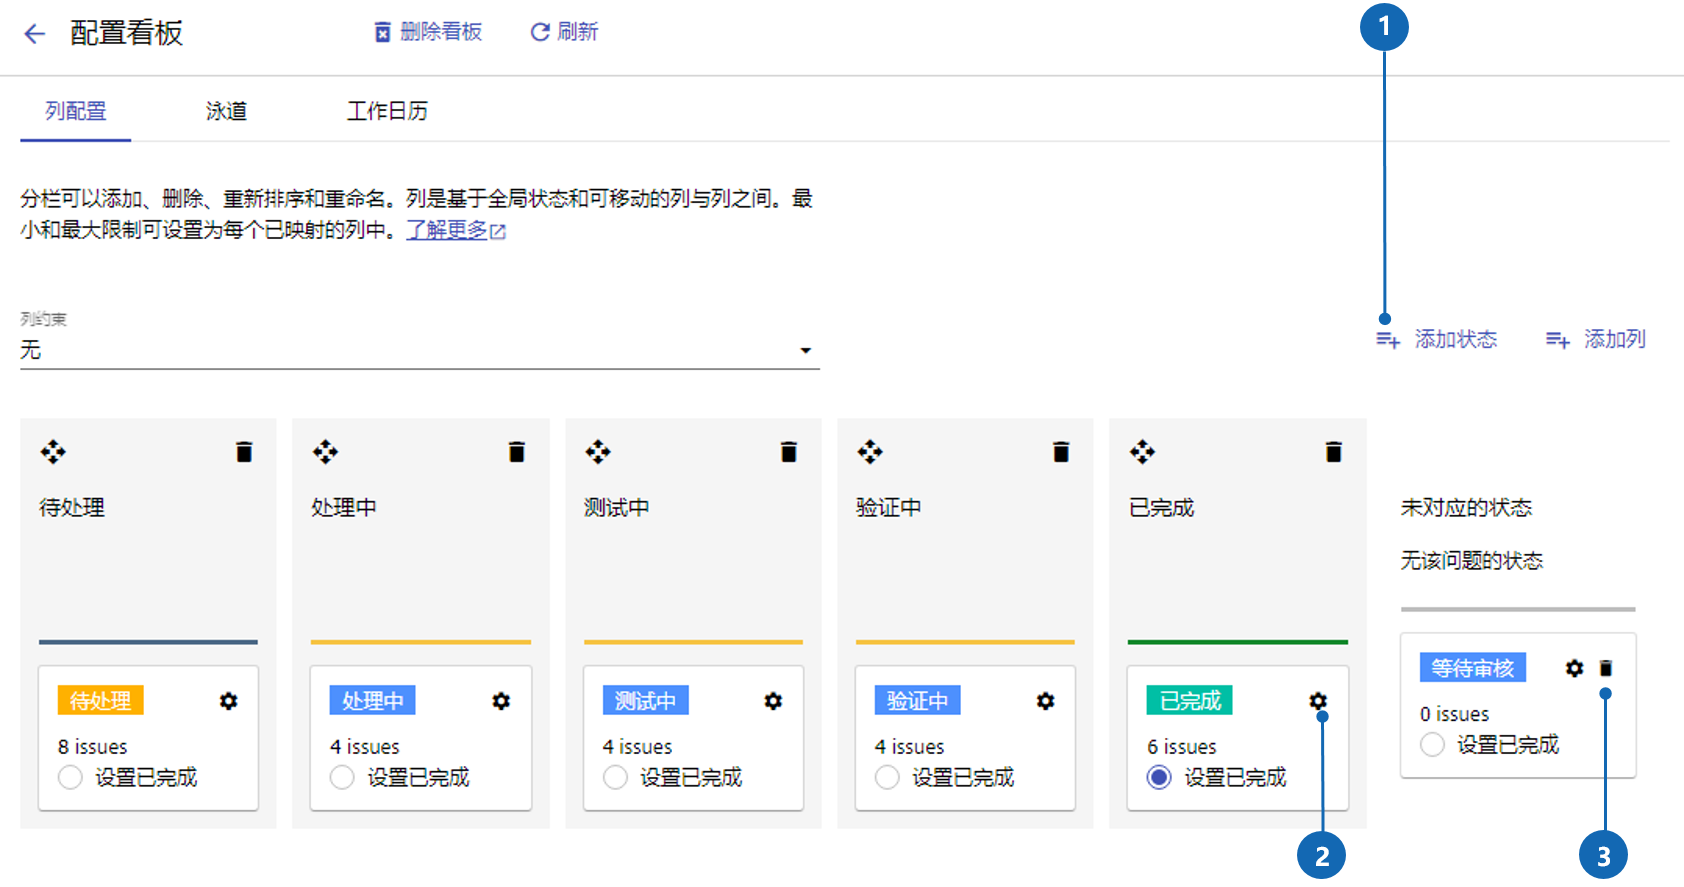 配置看板
删除看板
刷新
1
列配置
泳道
工作日历
分栏可以添加、删除、重新排序和重命名。列是基于全局状态和可移动的列与列之间。最
小和最大限制可设置为每个已映射的列中。了解更多
列约束
无
添加状态
添加列
待处理
处理中
测试中
验证中
已完成
未对应的状态
无该问题的状态
待处理
8 issues
设置已完成
处理中
4 issues
设置已完成
测试中
4 issues
设置已完成
验证中
4 issues
设置已完成
已完成
6 issues
设置已完成
等待审核
0 issues
设置已完成
2
3